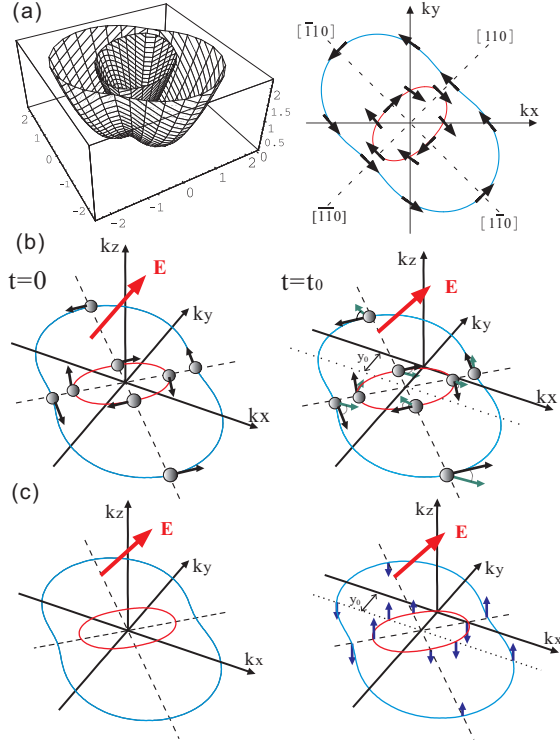 (a)
2
1.5
1
0.5
2
1
0
-1
-2
-2
-1
0
1
2
ky
kx
[1̅10]
[110]
[1̅1̅0]
[11̅0]
(b)
t=0
kz
E
ky
kx
t=t₀
kz
E
ky
y₀
kx
(c)
kz
E
ky
kx
kz
E
ky
y₀
kx